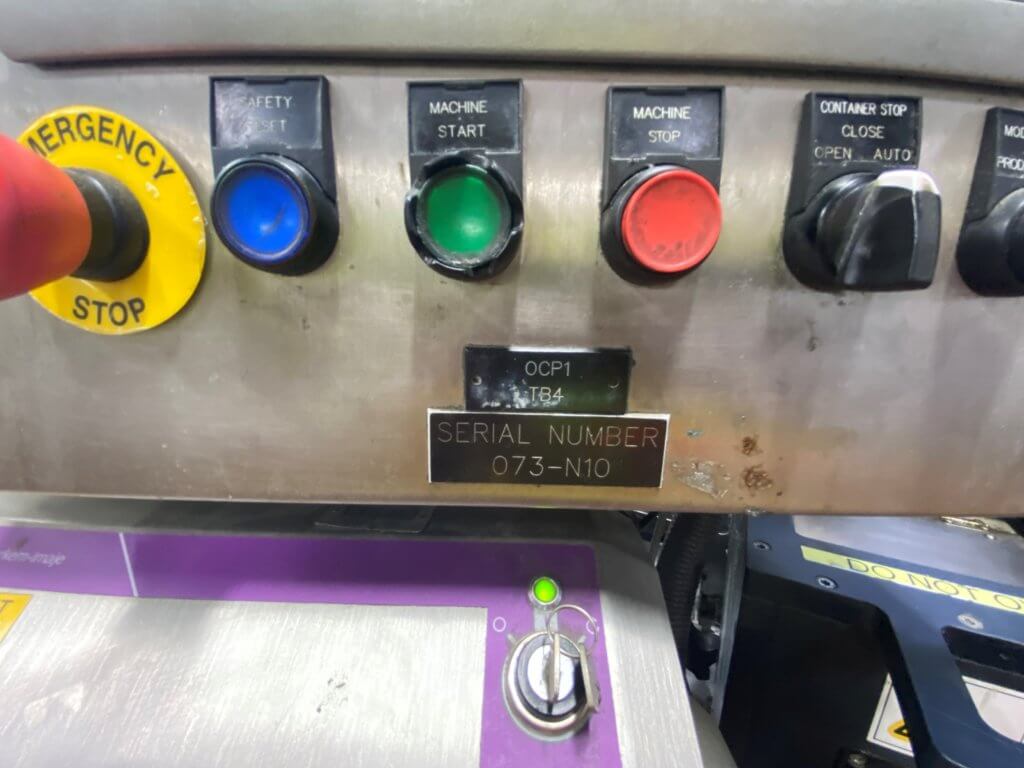 EMERGENCY
STOP
SAFETY
RESET
MACHINE
START
MACHINE
STOP
CONTAINER STOP
CLOSE
OPEN AUTO
OCP1
TB4
SERIAL NUMBER
073-N10
DO NOT